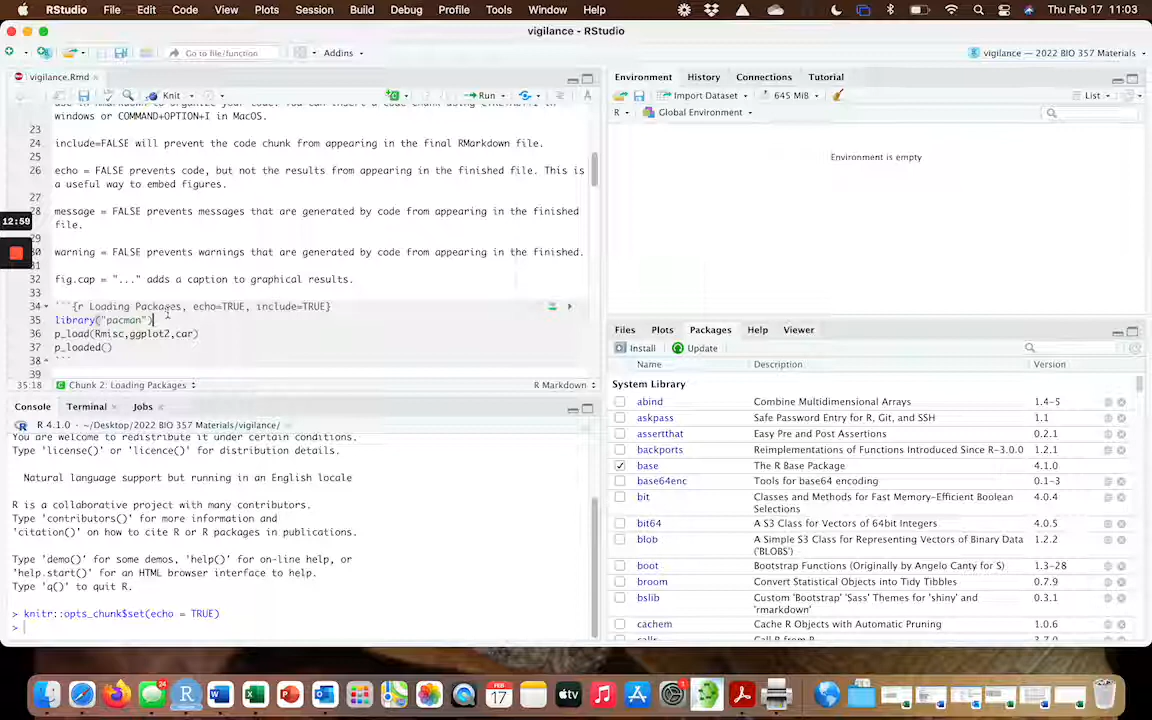 RStudio File Edit Code View Plots Session Build Debug Profile Tools Window Help Thu Feb 17 11:03
vigilance - RStudio
Go to file/function Addins vigilance — 2022 BIO 357 Materials
vigilance.Rmd
Knit Run
windows or COMMAND+OPTION+I in MacOS.
23
24 include=FALSE will prevent the code chunk from appearing in the final RMarkdown file.
25
26 echo = FALSE prevents code, but not the results from appearing in the finished file. This is
a useful way to embed figures.
27
28 message = FALSE prevents messages that are generated by code from appearing in the finished
file.
12:59
29
30 warning = FALSE prevents warnings that are generated by code from appearing in the finished.
31
32 fig.cap = "..." adds a caption to graphical results.
33
34 ```{r Loading Packages, echo=TRUE, include=TRUE}
35 library("pacman")
36 p_load(Rmisc,ggplot2,car)
37 p_loaded()
38 ```
39
35:18 Chunk 2: Loading Packages R Markdown
Console Terminal Jobs
R 4.1.0 · ~/Desktop/2022 BIO 357 Materials/vigilance/
You are welcome to redistribute it under certain conditions.
Type 'license()' or 'licence()' for distribution details.
Natural language support but running in an English locale
R is a collaborative project with many contributors.
Type 'contributors()' for more information and
'citation()' on how to cite R or R packages in publications.
Type 'demo()' for some demos, 'help()' for on-line help, or
'help.start()' for an HTML browser interface to help.
Type 'q()' to quit R.
> knitr::opts_chunk$set(echo = TRUE)
>
Environment History Connections Tutorial
Import Dataset 645 MiB List
R Global Environment
Environment is empty
Files Plots Packages Help Viewer
Install Update
Name Description Version
System Library
abind Combine Multidimensional Arrays 1.4-5
askpass Safe Password Entry for R, Git, and SSH 1.1
assertthat Easy Pre and Post Assertions 0.2.1
backports Reimplementations of Functions Introduced Since R-3.0.0 1.2.1
base The R Base Package 4.1.0
base64enc Tools for base64 encoding 0.1-3
bit Classes and Methods for Fast Memory-Efficient Boolean Selections 4.0.4
bit64 A S3 Class for Vectors of 64bit Integers 4.0.5
blob A Simple S3 Class for Representing Vectors of Binary Data ('BLOBS') 1.2.2
boot Bootstrap Functions (Originally by Angelo Canty for S) 1.3-28
broom Convert Statistical Objects into Tidy Tibbles 0.7.9
bslib Custom 'Bootstrap' 'Sass' Themes for 'shiny' and 'rmarkdown' 0.3.1
cachem Cache R Objects with Automatic Pruning 1.0.6
24
FEB
17
tv